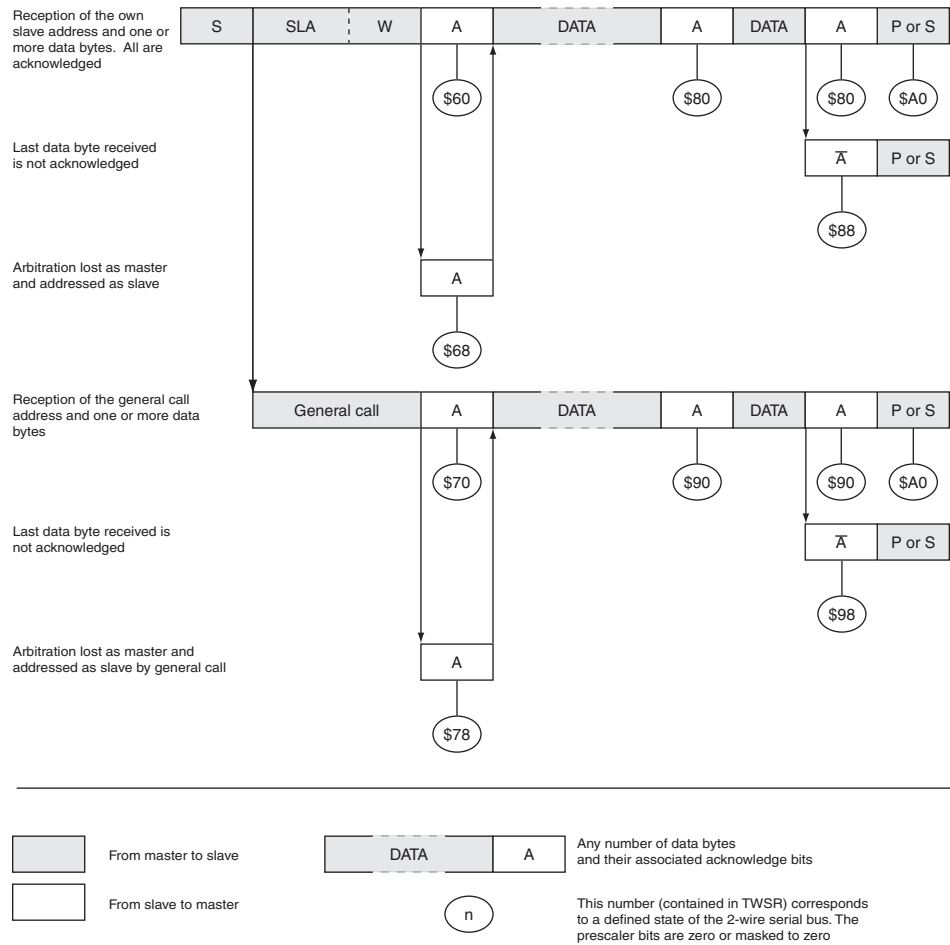 Reception of the own
slave address and one or
more data bytes.  All are
acknowledged
S SLA W A DATA A DATA A P or S
$60 $80 $80 $A0
Last data byte received
is not acknowledged
A̅ P or S
$88
Arbitration lost as master
and addressed as slave
A
$68
Reception of the general call
address and one or more data
bytes
General call A DATA A DATA A P or S
$70 $90 $90 $A0
Last data byte received is
not acknowledged
A̅ P or S
$98
Arbitration lost as master and
addressed as slave by general call
A
$78
From master to slave
DATA A
Any number of data bytes
and their associated acknowledge bits
From slave to master
n
This number (contained in TWSR) corresponds
to a defined state of the 2-wire serial bus. The
prescaler bits are zero or masked to zero